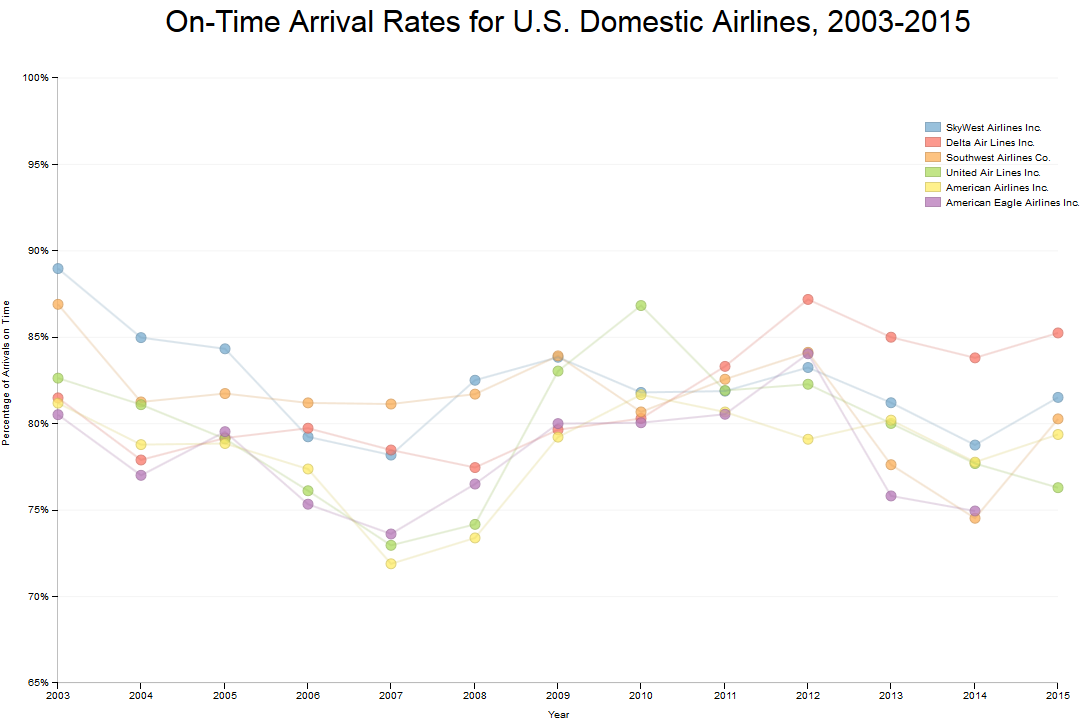 On-Time Arrival Rates for U.S. Domestic Airlines, 2003-2015
100%
95%
90%
85%
80%
75%
70%
65%
Percentage of Arrivals on Time
SkyWest Airlines Inc.
Delta Air Lines Inc.
Southwest Airlines Co.
United Air Lines Inc.
American Airlines Inc.
American Eagle Airlines Inc.
2003 2004 2005 2006 2007 2008 2009 2010 2011 2012 2013 2014 2015
Year